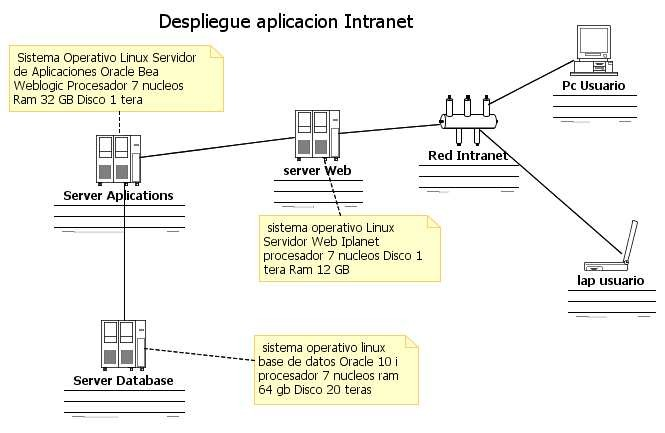 Despliegue aplicacion Intranet
Sistema Operativo Linux Servidor
de Aplicaciones Oracle Bea
Weblogic Procesador 7 nucleos
Ram 32 GB Disco 1 tera
Pc Usuario
Red Intranet
server Web
Server Aplications
sistema operativo Linux
Servidor Web Iplanet
procesador 7 nucleos Disco 1
tera Ram 12 GB
lap usuario
Server Database
sistema operativo linux
base de datos Oracle 10 i
procesador 7 nucleos ram
64 gb Disco 20 teras